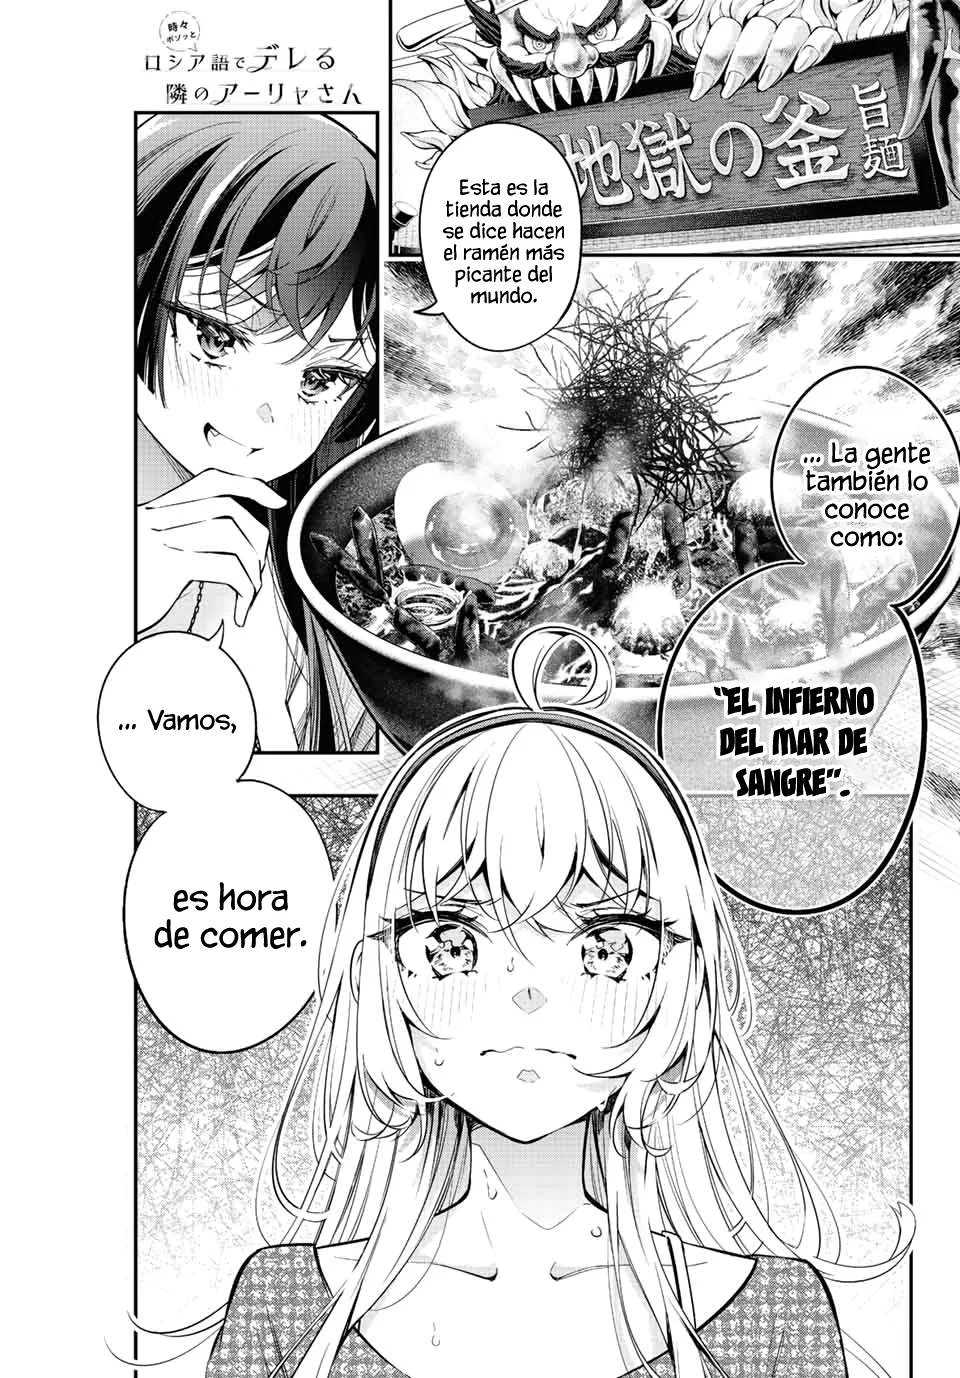 時々
ボソッと
ロシア語でデレる
隣のアーリャさん
地獄の釜
旨麺
Esta es la
tienda donde
se dice hacen
el ramén más
picante del
mundo.
... La gente
también lo
conoce
como:
“EL INFIERNO
DEL MAR DE
SANGRE”.
... Vamos,
es hora
de comer.